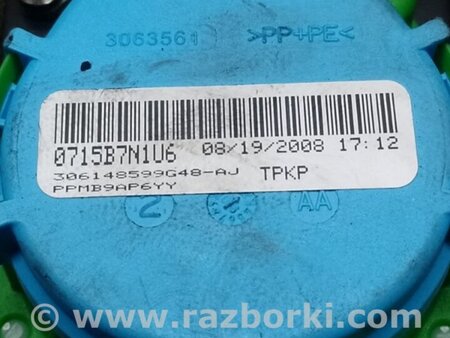 3063561 >PP+PE<
0715B7N1U6 08/19/2008 17:12
306148599G48-AJ TPKP
PPMB9AP6YY
2 AA
© www.razborki.com